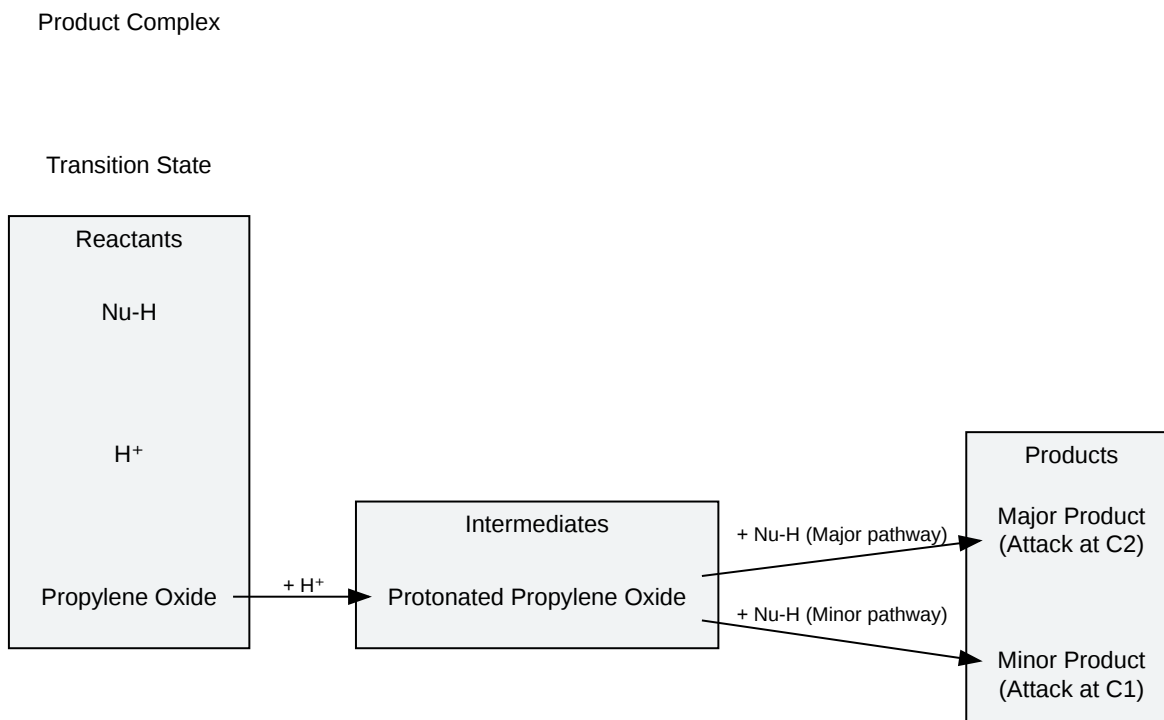 Product Complex
Transition State
Reactants
Nu-H
H⁺
Propylene Oxide
+ H⁺
Intermediates
Protonated Propylene Oxide
+ Nu-H (Major pathway)
+ Nu-H (Minor pathway)
Products
Major Product
(Attack at C2)
Minor Product
(Attack at C1)